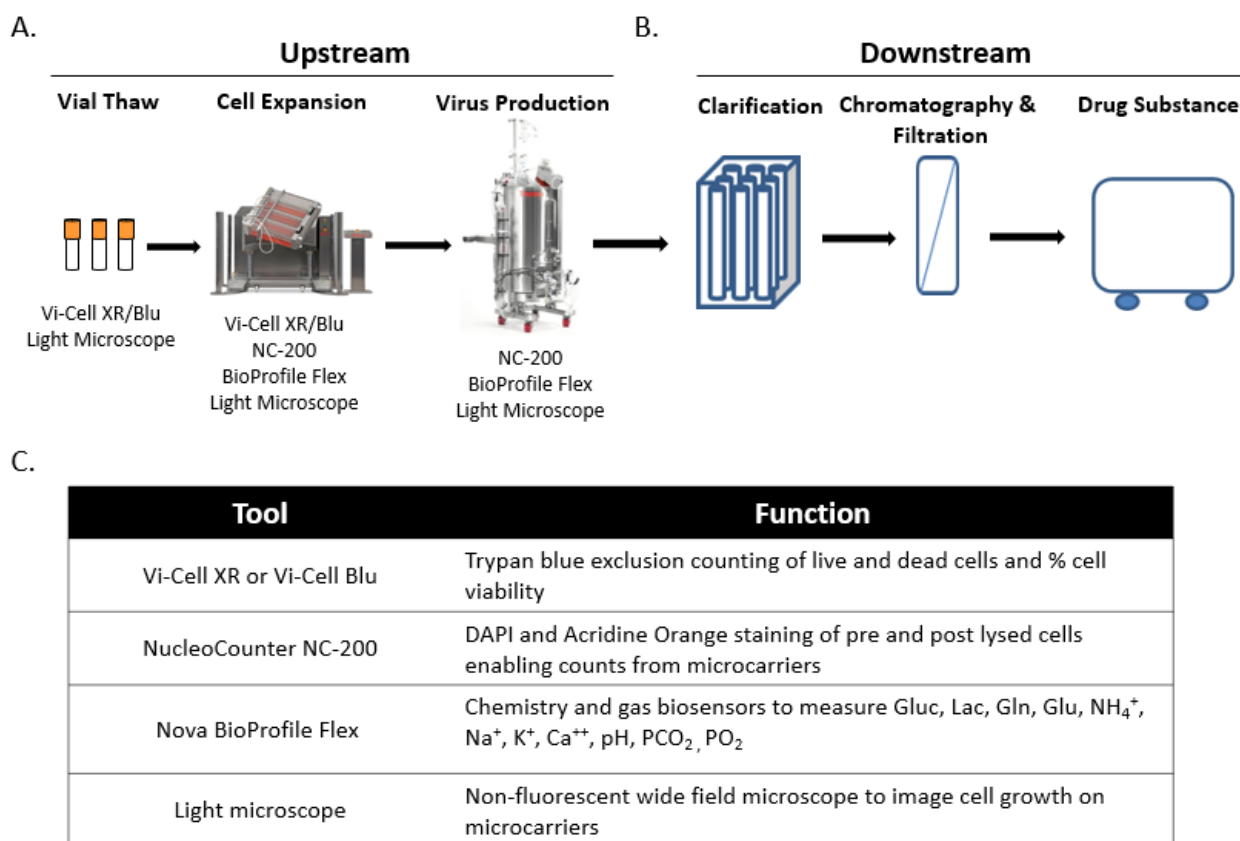 A.
Upstream
Vial Thaw
Cell Expansion
Virus Production
Vi-Cell XR/Blu
Light Microscope
Vi-Cell XR/Blu
NC-200
BioProfile Flex
Light Microscope
NC-200
BioProfile Flex
Light Microscope
B.
Downstream
Clarification
Chromatography &
Filtration
Drug Substance
C.
Tool
Function
Vi-Cell XR or Vi-Cell Blu
Trypan blue exclusion counting of live and dead cells and % cell
viability
NucleoCounter NC-200
DAPI and Acridine Orange staining of pre and post lysed cells
enabling counts from microcarriers
Nova BioProfile Flex
Chemistry and gas biosensors to measure Gluc, Lac, Gln, Glu, NH₄⁺,
Na⁺, K⁺, Ca⁺⁺, pH, PCO₂, PO₂
Light microscope
Non-fluorescent wide field microscope to image cell growth on
microcarriers